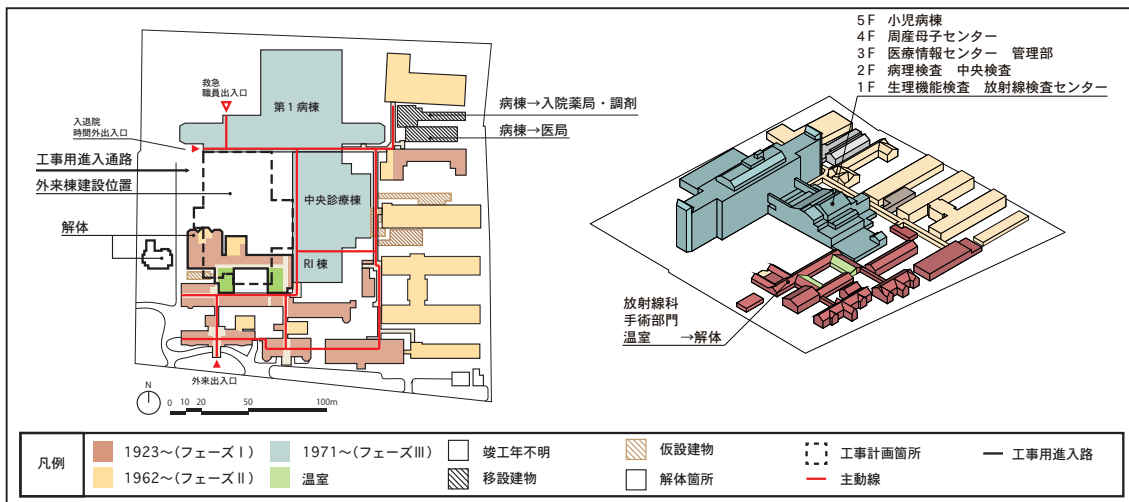 救急
職員出入口
入退院
時間外出入口
工事用進入通路
外来棟建設位置
解体
第1病棟
中央診療棟
RI 棟
病棟→入院薬局・調剤
病棟→医局
外来出入口
N
0 10 20 50 100m
5F 小児病棟
4F 周産母子センター
3F 医療情報センター 管理部
2F 病理検査 中央検査
1F 生理機能検査 放射線検査センター
放射線科
手術部門
温室 →解体
凡例
1923〜(フェーズⅠ)
1971〜(フェーズⅢ)
竣工年不明
仮設建物
工事計画箇所
工事用進入路
1962〜(フェーズⅡ)
温室
移設建物
解体箇所
主動線